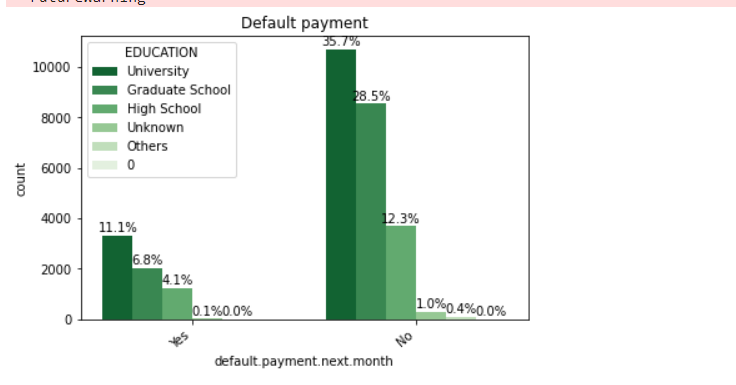 FutureWarning
Default payment
35.7%
EDUCATION
University
Graduate School
High School
Unknown
Others
0
10000
8000
6000
4000
2000
0
count
28.5%
12.3%
11.1%
6.8%
4.1%
0.1%
0.0%
1.0%
0.4%
0.0%
Yes
No
default.payment.next.month